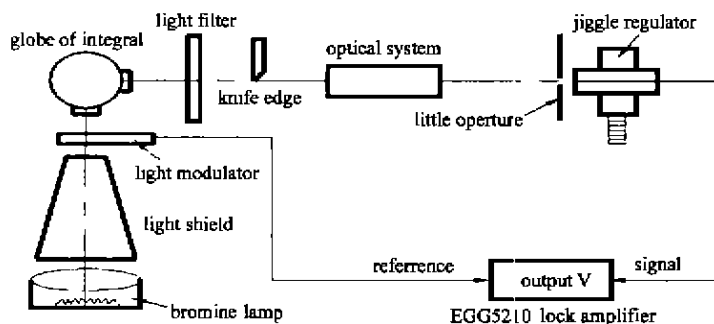 light filter
jiggle regulator
globe of integral
optical system
knife edge
little operture
light modulator
light shield
referrence
output V
signal
bromine lamp
EGG5210 lock amplifier